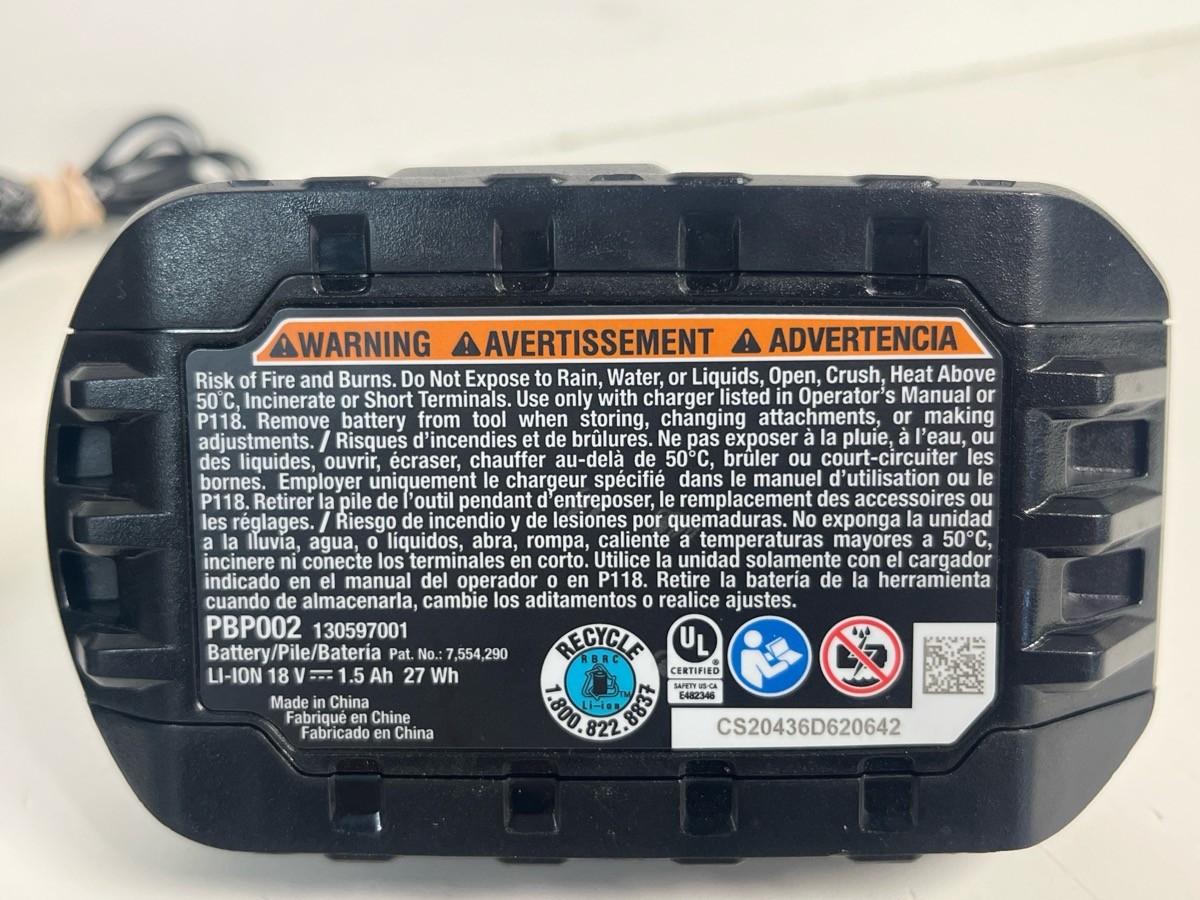 WARNING AVERTISSEMENT ADVERTENCIA
Risk of Fire and Burns. Do Not Expose to Rain, Water, or Liquids, Open, Crush, Heat Above
50°C, Incinerate or Short Terminals. Use only with charger listed in Operator's Manual or
P118. Remove battery from tool when storing, changing attachments, or making
adjustments. / Risques d'incendies et de brûlures. Ne pas exposer à la pluie, à l'eau, ou
des liquides, ouvrir, écraser, chauffer au-delà de 50°C, brûler ou court-circuiter les
bornes. Employer uniquement le chargeur spécifié dans le manuel d'utilisation ou le
P118. Retirer la pile de l'outil pendant d'entreposer, le remplacement des accessoires ou
les réglages. / Riesgo de incendio y de lesiones por quemaduras. No exponga la unidad
a la lluvia, agua, o líquidos, abra, rompa, caliente a temperaturas mayores a 50°C,
incinere ni conecte los terminales en corto. Utilice la unidad solamente con el cargador
indicado en el manual del operador o en P118. Retire la batería de la herramienta
cuando de almacenarla, cambie los aditamentos o realice ajustes.
PBP002 130597001
Battery/Pile/Batería Pat. No.: 7,554,290
LI-ION 18 V 1.5 Ah 27 Wh
Made in China
Fabriqué en Chine
Fabricado en China
RECYCLE
RBRC
Li-ion
TM
1.800.822.8837
UL
®
CERTIFIED
SAFETY US-CA
E482346
CS20436D620642